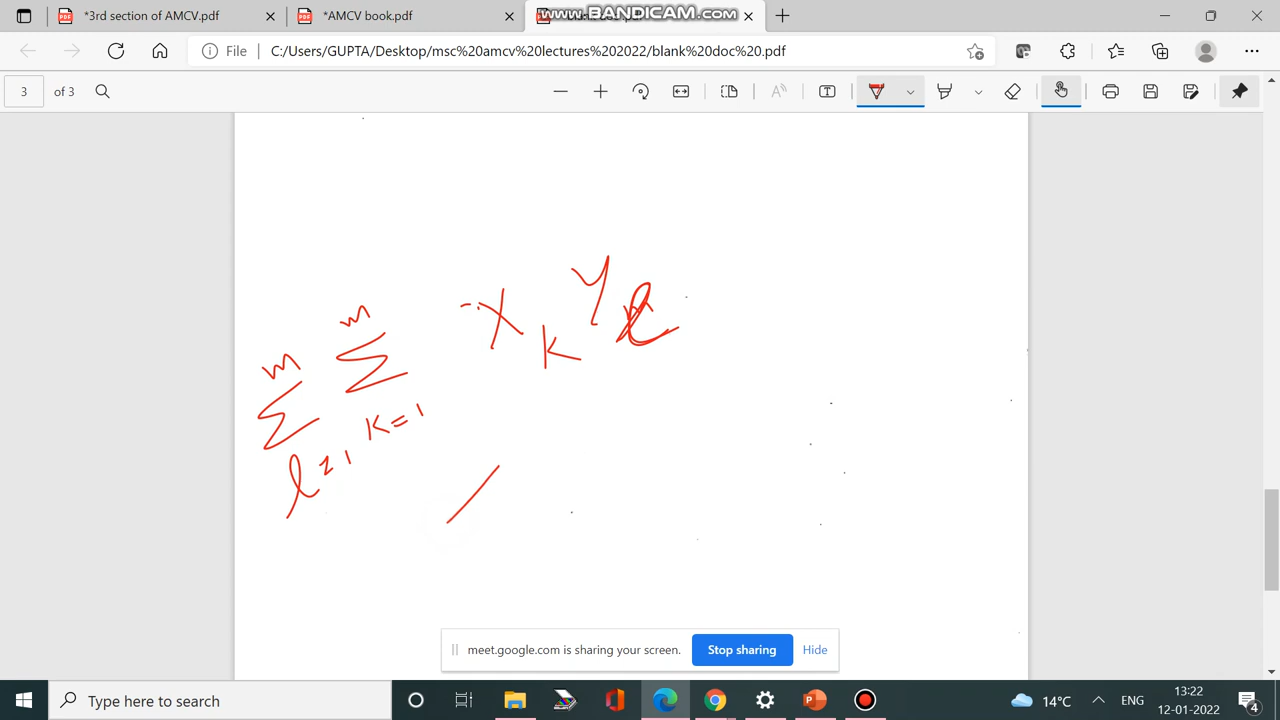 *3rd section of AMCV.pdf
*AMCV book.pdf
www.BANDICAM.com
File C:/Users/GUPTA/Desktop/msc%20amcv%20lectures%202022/blank%20doc%20.pdf
3 of 3
m m X K Y l
Σ Σ
K=1
l=1
meet.google.com is sharing your screen. Stop sharing Hide
Type here to search
14°C
ENG
13:22
12-01-2022
4